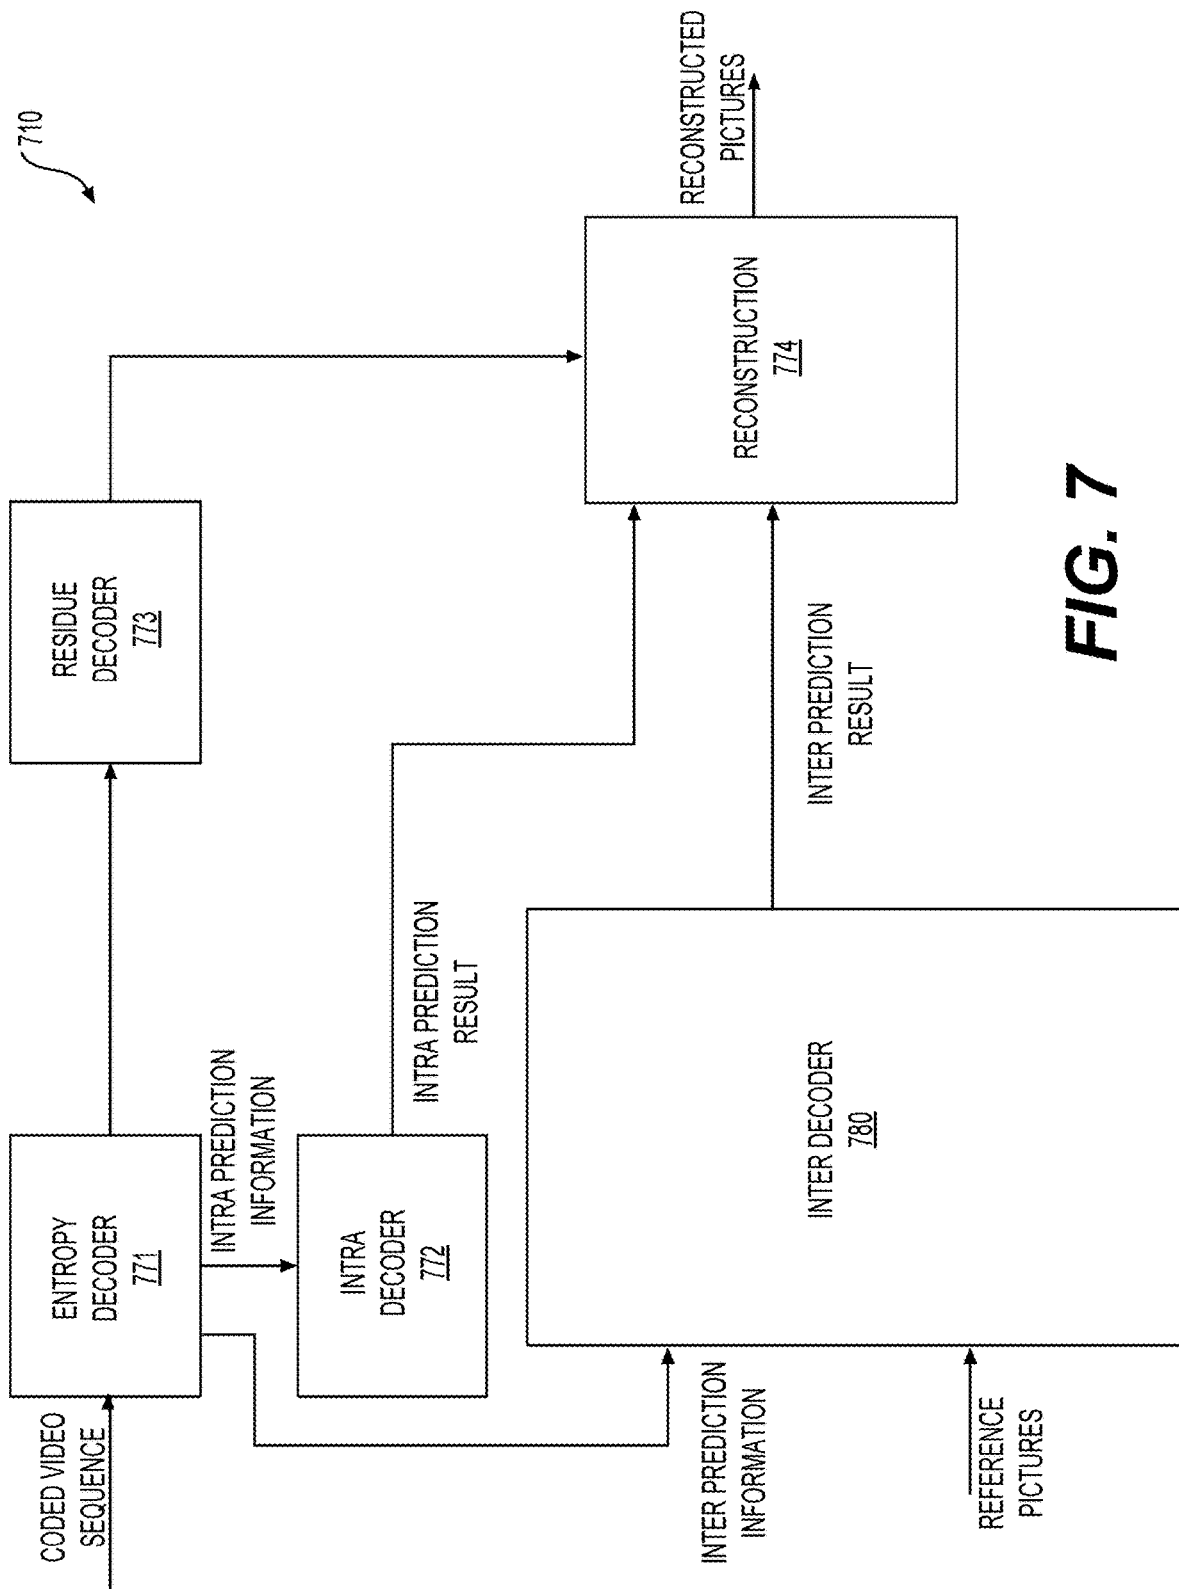 710
CODED VIDEO
SEQUENCE
ENTROPY
DECODER
771
RESIDUE
DECODER
773
INTRA PREDICTION
INFORMATION
INTRA
DECODER
772
INTRA PREDICTION
RESULT
RECONSTRUCTION
774
RECONSTRUCTED
PICTURES
INTER PREDICTION
INFORMATION
REFERENCE
PICTURES
INTER DECODER
780
INTER PREDICTION
RESULT
FIG. 7